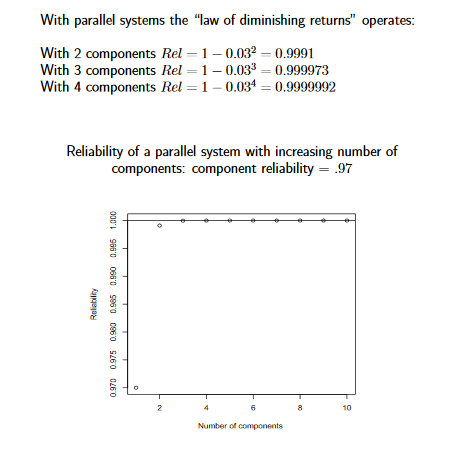 With parallel systems the “law of diminishing returns” operates:
With 2 components Rel = 1 − 0.03² = 0.9991
With 3 components Rel = 1 − 0.03³ = 0.999973
With 4 components Rel = 1 − 0.03⁴ = 0.9999992
Reliability of a parallel system with increasing number of
components: component reliability = .97
Reliability
1.000
0.995
0.990
0.985
0.980
0.975
0.970
2 4 6 8 10
Number of components